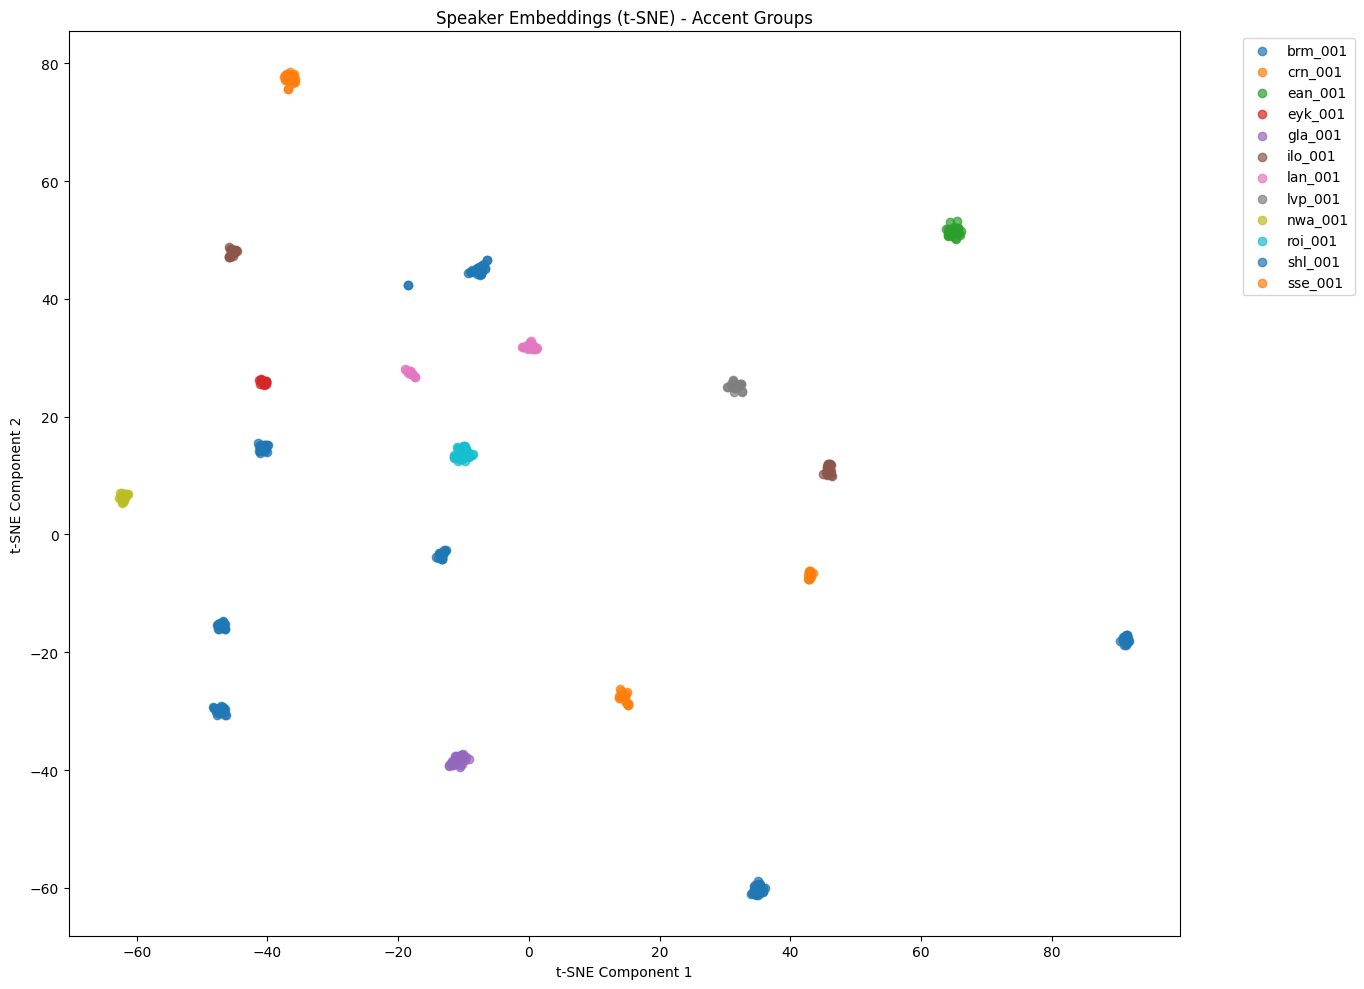 Speaker Embeddings (t-SNE) - Accent Groups
80
60
40
20
0
−20
−40
−60
t-SNE Component 2
−60
−40
−20
0
20
40
60
80
t-SNE Component 1
brm_001
crn_001
ean_001
eyk_001
gla_001
ilo_001
lan_001
lvp_001
nwa_001
roi_001
shl_001
sse_001